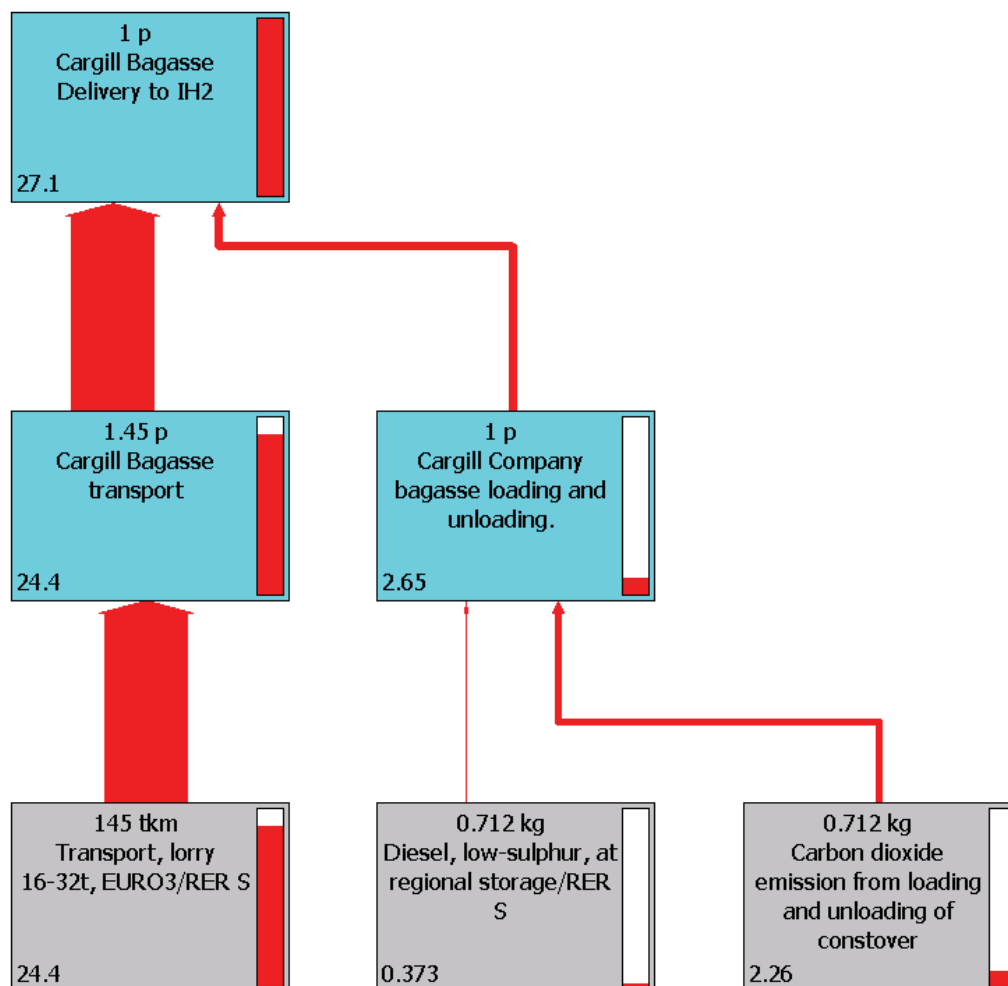 1 p
Cargill Bagasse
Delivery to IH2
27.1
1.45 p
Cargill Bagasse
transport
24.4
1 p
Cargill Company
bagasse loading and
unloading.
2.65
145 tkm
Transport, lorry
16-32t, EURO3/RER S
24.4
0.712 kg
Diesel, low-sulphur, at
regional storage/RER
S
0.373
0.712 kg
Carbon dioxide
emission from loading
and unloading of
constover
2.26